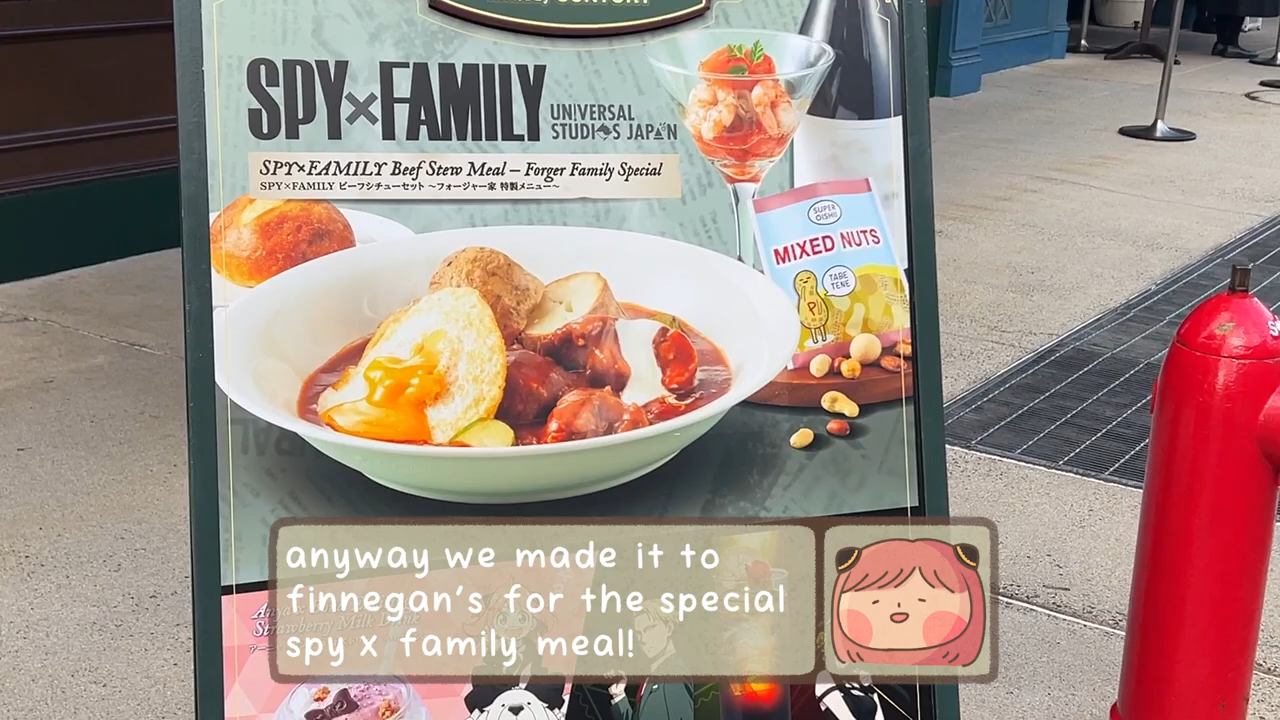 SPY×FAMILY
UNIVERSAL
STUDIOS JAPAN
SPY×FAMILY Beef Stew Meal – Forger Family Special
SPY×FAMILY ビーフシチューセット ~フォージャー家 特製メニュー~
SUPER
OISHII
MIXED NUTS
TABE
TENE
P
anyway we made it to
finnegan's for the special
spy x family meal!
Strawberry Milk